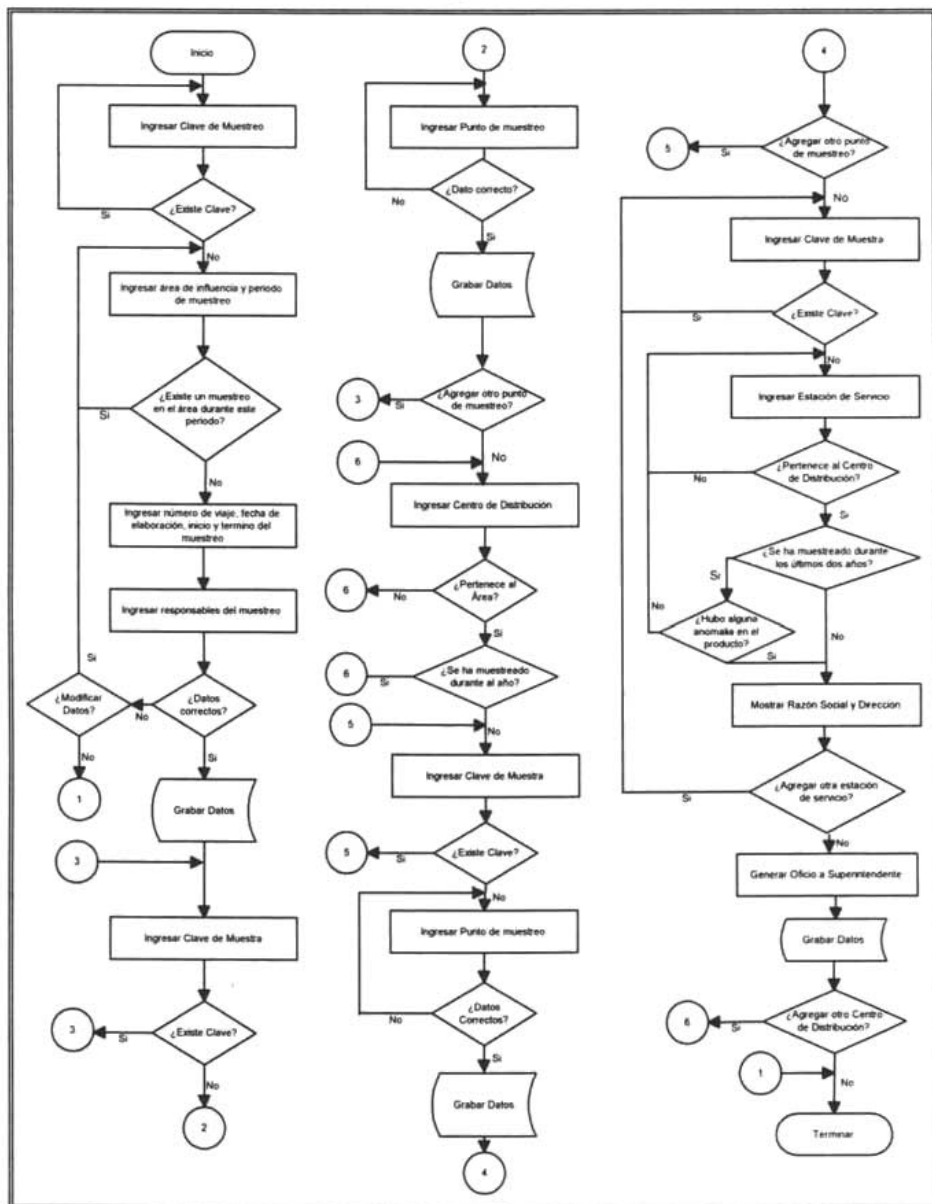 Inicio
Ingresar Clave de Muestreo
¿Existe Clave?
Si
No
Ingresar área de influencia y periodo
de muestreo
¿Existe un muestreo
en el área durante este
periodo?
Si
No
Ingresar número de viaje, fecha de
elaboración, inicio y termino del
muestreo
Ingresar responsables del muestreo
Si
¿Modificar
Datos?
No
¿Datos
correctos?
No
Si
1
Grabar Datos
3
Ingresar Clave de Muestra
3
Si
¿Existe Clave?
No
2
2
Ingresar Punto de muestreo
No
¿Dato correcto?
Si
Grabar Datos
3
Si
¿Agregar otro punto
de muestreo?
6
No
Ingresar Centro de Distribución
6
No
¿Pertenece al
Área?
Si
6
Si
¿Se ha muestreado
durante al año?
5
No
Ingresar Clave de Muestra
5
Si
¿Existe Clave?
No
Ingresar Punto de muestreo
No
¿Datos
Correctos?
Si
Grabar Datos
4
4
5
Si
¿Agregar otro punto
de muestreo?
No
Ingresar Clave de Muestra
Si
¿Existe Clave?
No
Ingresar Estación de Servicio
No
¿Pertenece al Centro
de Distribución?
Si
¿Se ha muestreado durante
los últimos dos años?
Si
No
¿Hubo alguna
anomalia en el
producto?
No
Si
Mostrar Razón Social y Dirección
Si
¿Agregar otra estación
de servicio?
No
Generar Oficio a Superintendente
Grabar Datos
6
Si
¿Agregar otro Centro
de Distribución?
1
No
Terminar